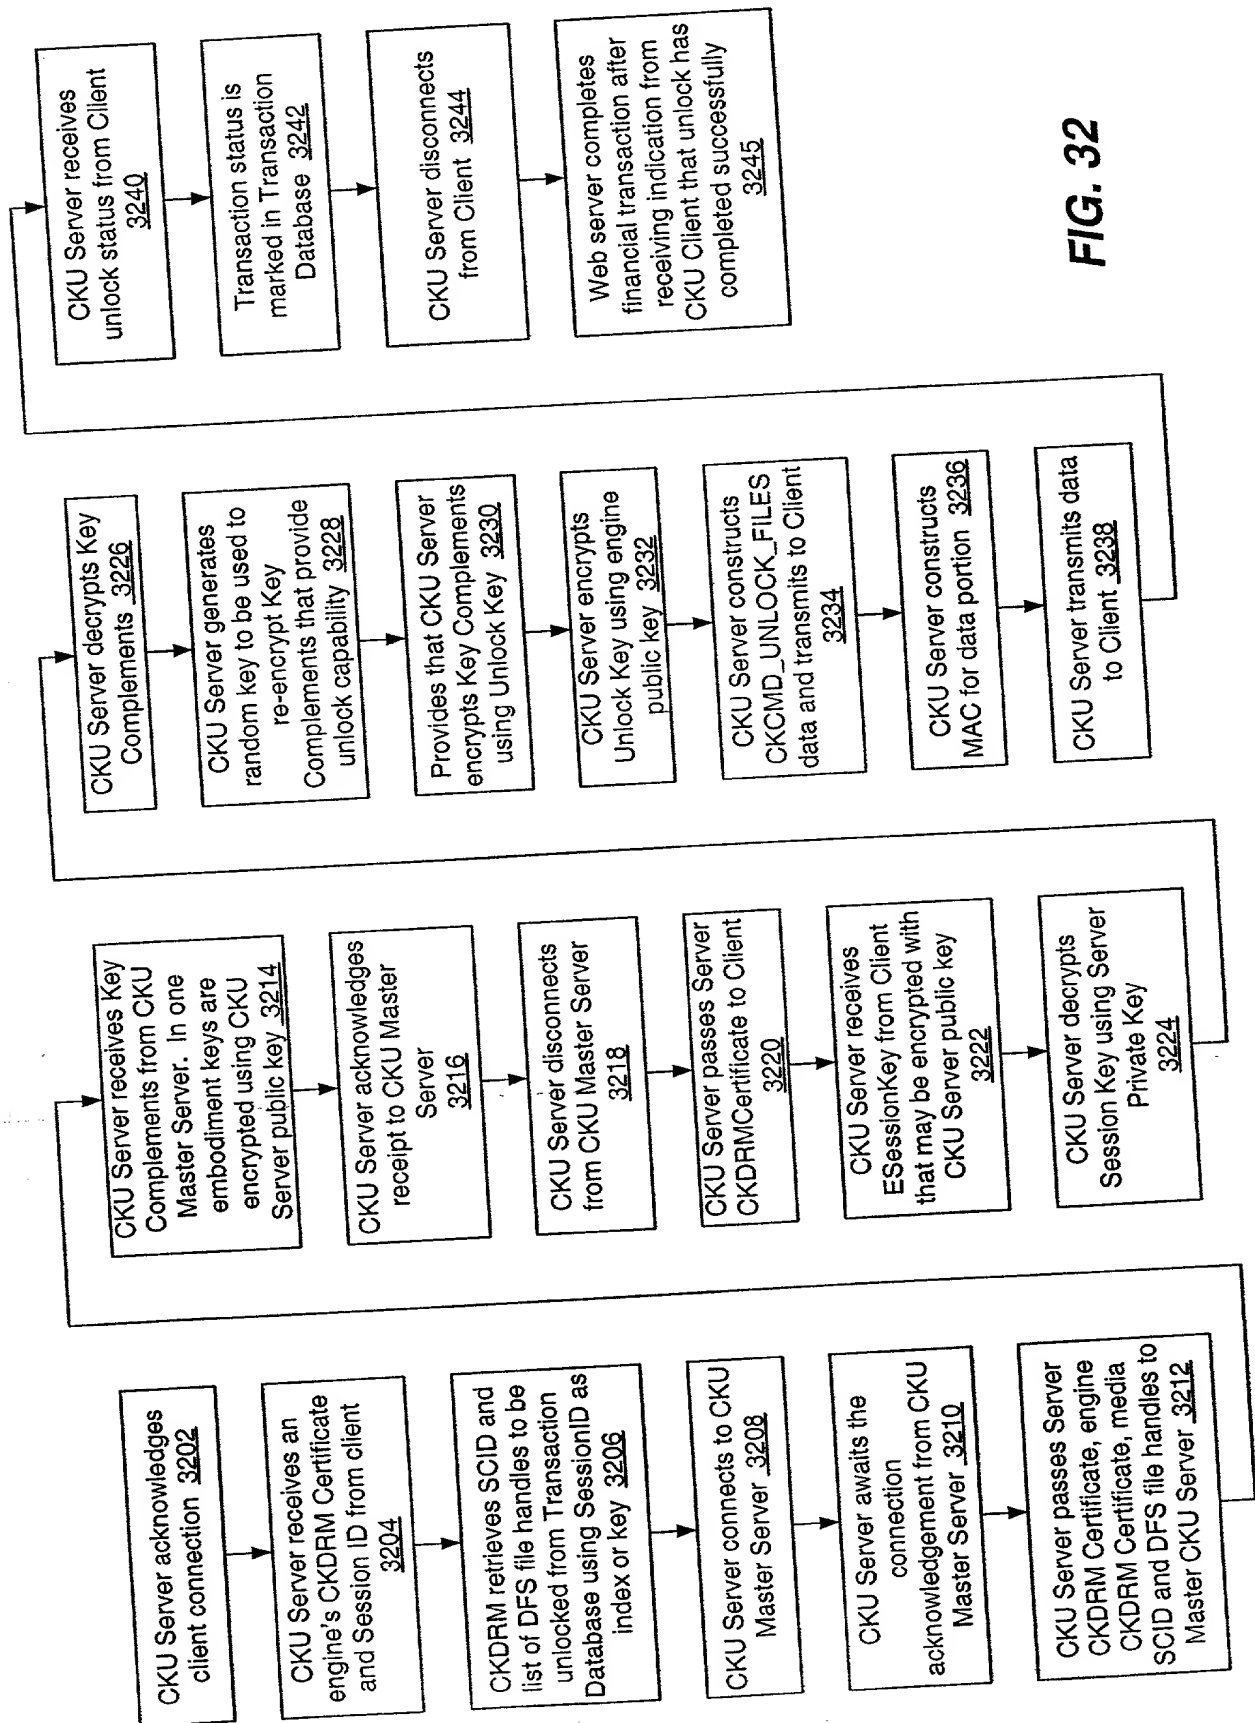 CKU Server acknowledges
client connection 3202
CKU Server receives an
engine's CKDRM Certificate
and Session ID from client
3204
CKDRM retrieves SCID and
list of DFS file handles to be
unlocked from Transaction
Database using SessionID as
index or key 3206
CKU Server connects to CKU
Master Server 3208
CKU Server awaits the
connection
acknowledgement from CKU
Master Server 3210
CKU Server passes Server
CKDRM Certificate, engine
CKDRM Certificate, media
SCID and DFS file handles to
Master CKU Server 3212
CKU Server receives Key
Complements from CKU
Master Server. In one
embodiment keys are
encrypted using CKU
Server public key 3214
CKU Server acknowledges
receipt to CKU Master
Server
3216
CKU Server disconnects
from CKU Master Server
3218
CKU Server passes Server
CKDRMCertificate to Client
3220
CKU Server receives
ESessionKey from Client
that may be encrypted with
CKU Server public key
3222
CKU Server decrypts
Session Key using Server
Private Key
3224
CKU Server decrypts Key
Complements 3226
CKU Server generates
random key to be used to
re-encrypt Key
Complements that provide
unlock capability 3228
Provides that CKU Server
encrypts Key Complements
using Unlock Key 3230
CKU Server encrypts
Unlock Key using engine
public key 3232
CKU Server constructs
CKCMD_UNLOCK_FILES
data and transmits to Client
3234
CKU Server constructs
MAC for data portion 3236
CKU Server transmits data
to Client 3238
CKU Server receives
unlock status from Client
3240
Transaction status is
marked in Transaction
Database 3242
CKU Server disconnects
from Client 3244
Web server completes
financial transaction after
receiving indication from
CKU Client that unlock has
completed successfully
3245
FIG. 32